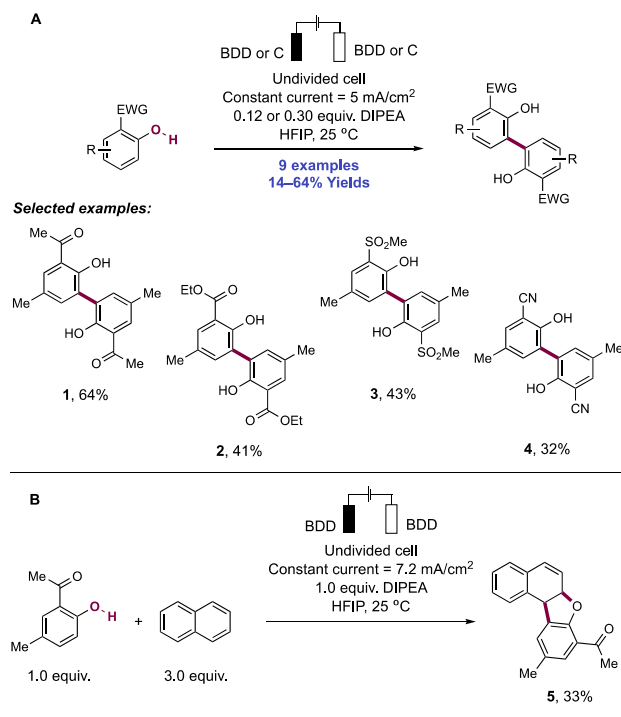 A
BDD or C
BDD or C
Undivided cell
Constant current = 5 mA/cm²
0.12 or 0.30 equiv. DIPEA
HFIP, 25 ºC
9 examples
14–64% Yields
EWG
O
H
R
EWG
OH
R
R
HO
EWG
Selected examples:
Me
O
OH
Me
Me
HO
O
Me
1, 64%
EtO
O
OH
Me
Me
HO
O
OEt
2, 41%
SO₂Me
OH
Me
Me
HO
SO₂Me
3, 43%
CN
OH
Me
Me
HO
CN
4, 32%
B
BDD
BDD
Undivided cell
Constant current = 7.2 mA/cm²
1.0 equiv. DIPEA
HFIP, 25 ºC
Me
O
O
H
Me
+
1.0 equiv.
3.0 equiv.
O
O
Me
Me
5, 33%